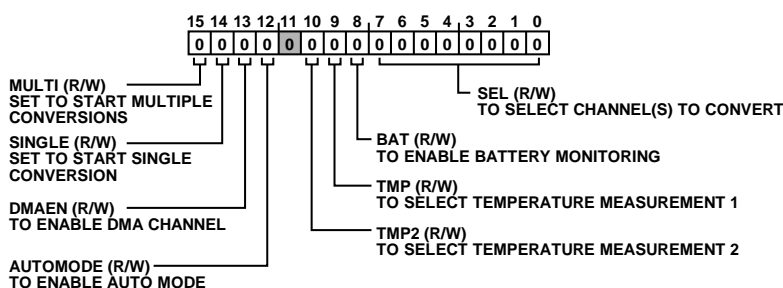 15 14 13 12 11 10 9 8 7 6 5 4 3 2 1 0
0 0 0 0 0 0 0 0 0 0 0 0 0 0 0 0
MULTI (R/W)
SET TO START MULTIPLE
CONVERSIONS
SINGLE (R/W)
SET TO START SINGLE
CONVERSION
DMAEN (R/W)
TO ENABLE DMA CHANNEL
AUTOMODE (R/W)
TO ENABLE AUTO MODE
SEL (R/W)
TO SELECT CHANNEL(S) TO CONVERT
BAT (R/W)
TO ENABLE BATTERY MONITORING
TMP (R/W)
TO SELECT TEMPERATURE MEASUREMENT 1
TMP2 (R/W)
TO SELECT TEMPERATURE MEASUREMENT 2